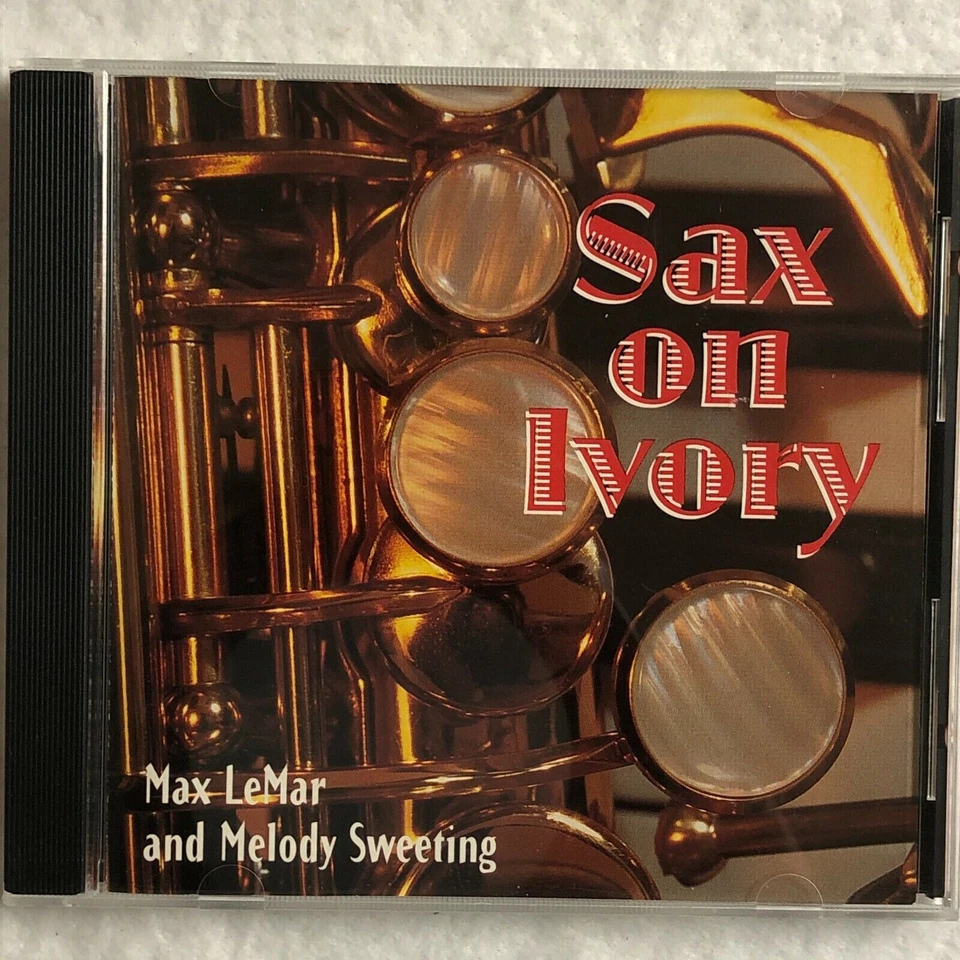 Sax
on
Ivory
Max LeMar
and Melody Sweeting